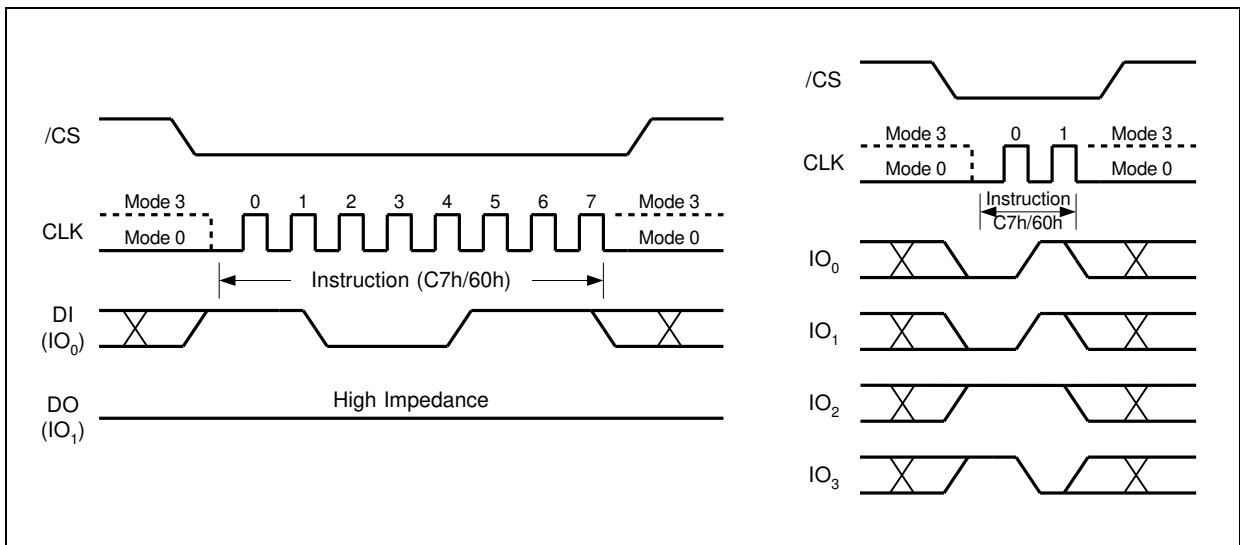 /CS
Mode 3 0 1 2 3 4 5 6 7 Mode 3
CLK
Mode 0 Mode 0
Instruction (C7h/60h)
DI
(IO0)
High Impedance
DO
(IO1)
/CS
Mode 3 0 1 Mode 3
CLK
Mode 0 Mode 0
Instruction
C7h/60h
IO0
IO1
IO2
IO3